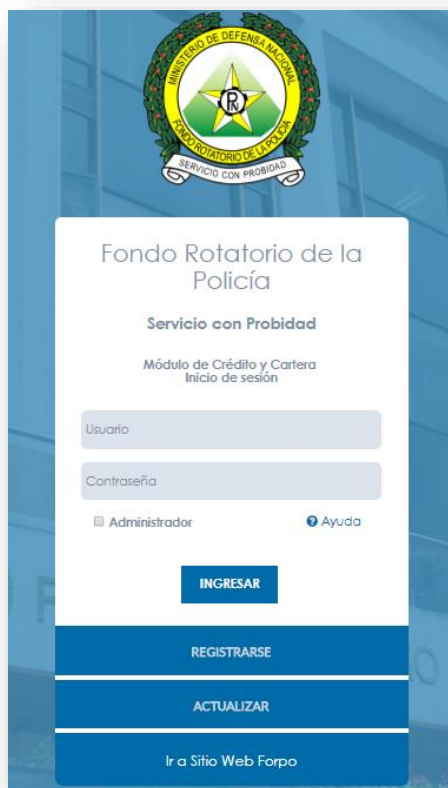 MINISTERIO DE DEFENSA NACIONAL
PN
FONDO ROTATORIO DE LA POLICÍA
SERVICIO CON PROBIDAD
Fondo Rotatorio de la
Policía
Servicio con Probidad
Módulo de Crédito y Cartera
Inicio de sesión
Usuario
Contraseña
Administrador
Ayuda
INGRESAR
REGISTRARSE
ACTUALIZAR
Ir a Sitio Web Forpo